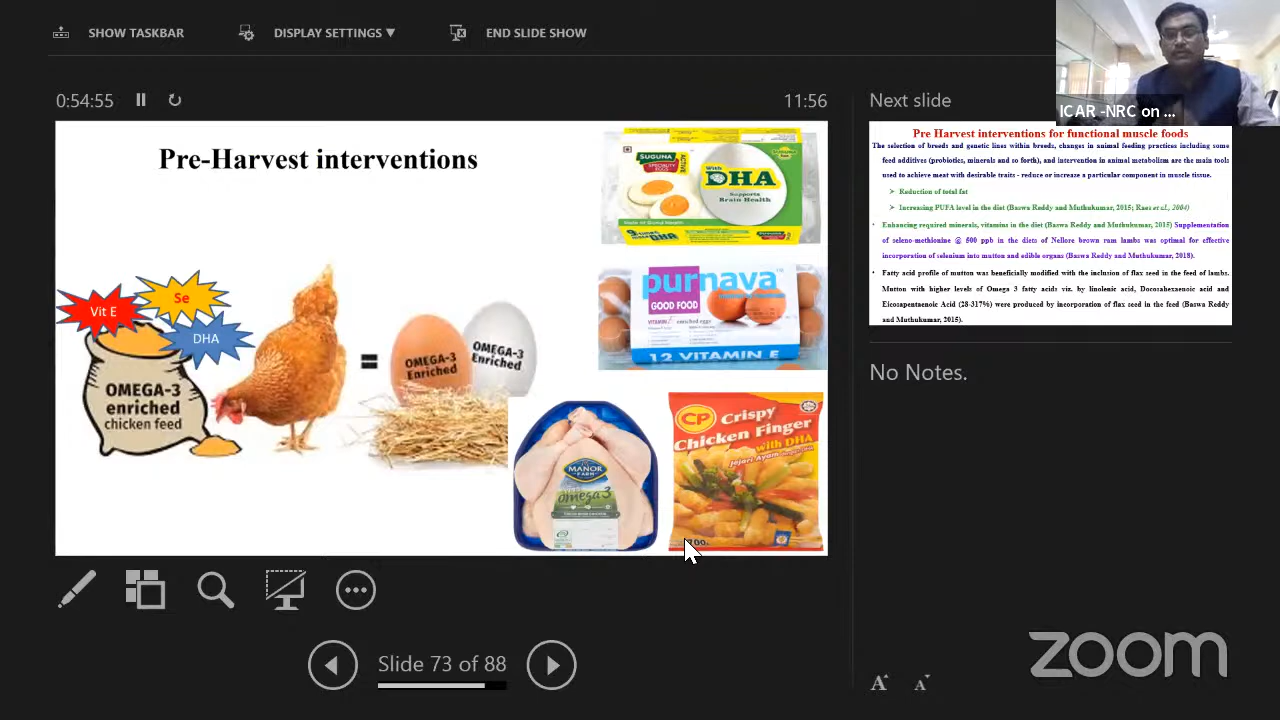 SHOW TASKBAR
DISPLAY SETTINGS ▼
END SLIDE SHOW
0:54:55
11:56
Next slide
ICAR -NRC on ...
Pre-Harvest interventions
Vit E
Se
DHA
OMEGA-3
enriched
chicken feed
=
OMEGA-3
Enriched
OMEGA-3
Enriched
SUGUNA
With
DHA
Supports
Brain Health
purnava
GOOD FOOD
enriched eggs
12 VITAMIN E
MANOR
FARM
omega 3
CP Crispy
Chicken Finger
with DHA
Pre Harvest interventions for functional muscle foods
The selection of breeds and genetic lines within breeds, changes in animal feeding practices including some
feed additives (probiotics, minerals and so forth), and intervention in animal metabolism are the main tools
used to achieve meat with desirable traits - reduce or increase a particular component in muscle tissue.
➢ Reduction of total fat
➢ Increasing PUFA level in the diet (Baswa Reddy and Muthukumar, 2015; Raes et al., 2004)
• Enhancing required minerals, vitamins in the diet (Baswa Reddy and Muthukumar, 2015) Supplementation
of seleno-methionine @ 500 ppb in the diets of Nellore brown ram lambs was optimal for effective
incorporation of selenium into mutton and edible organs (Baswa Reddy and Muthukumar, 2018).
• Fatty acid profile of mutton was beneficially modified with the inclusion of flax seed in the feed of lambs.
Mutton with higher levels of Omega 3 fatty acids viz. by linolenic acid, Docosahexaenoic acid and
Eicosapentaenoic Acid (28-317%) were produced by incorporation of flax seed in the feed (Baswa Reddy
and Muthukumar, 2015).
No Notes.
Slide 73 of 88
A A
zoom